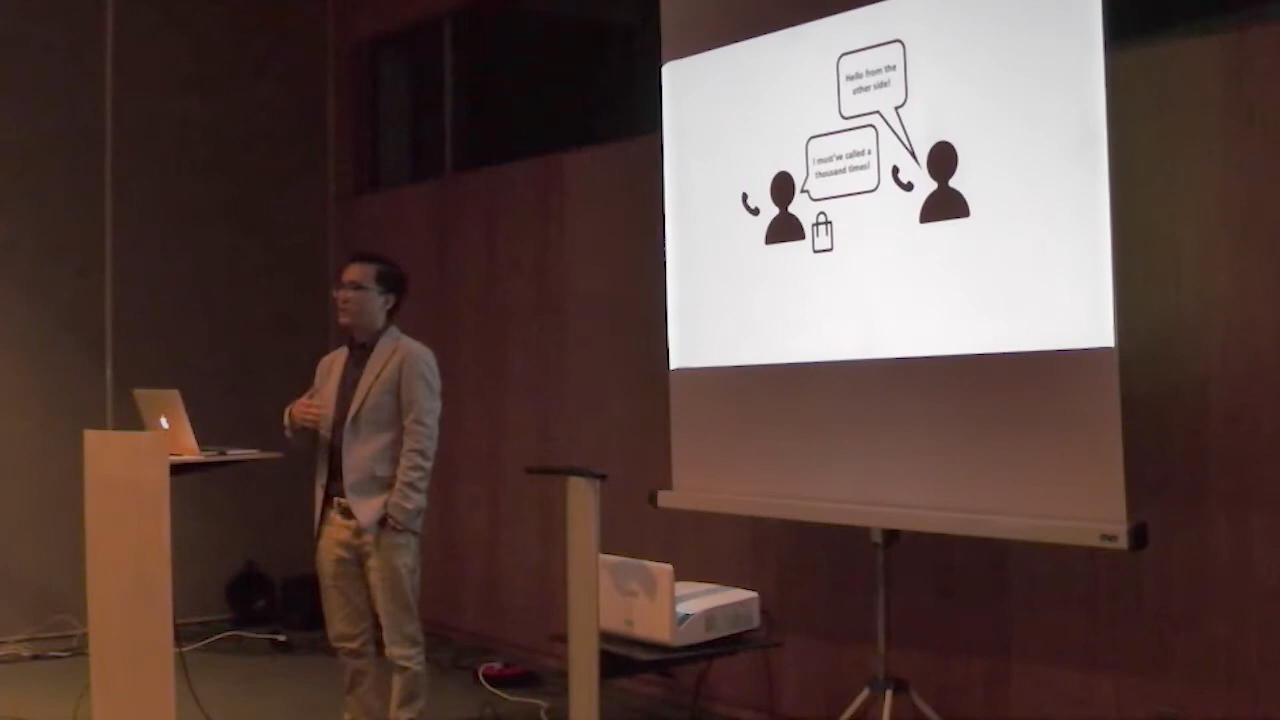 Hello from the
other side!
I must've called a
thousand times!